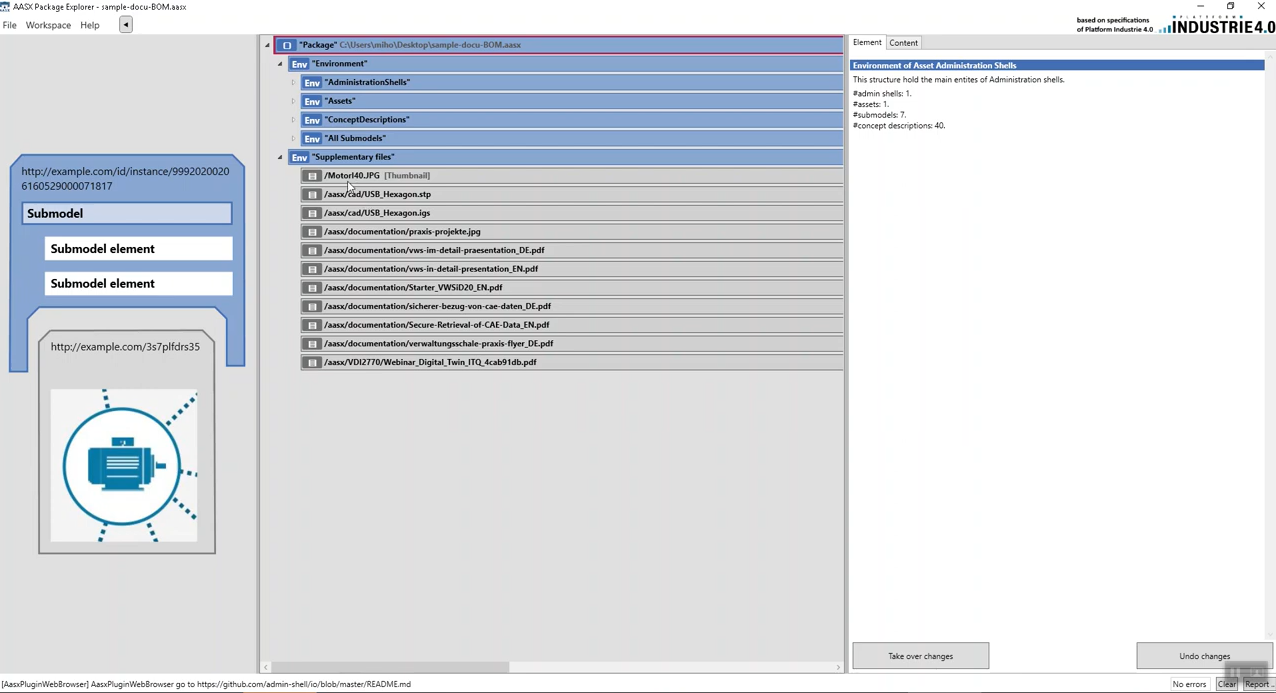 AASX Package Explorer - sample-docu-BOM.aasx
File Workspace Help
based on specifications
of Platform Industrie 4.0
PLATTFORM
INDUSTRIE4.0
http://example.com/id/instance/9992020020
6160529000071817
Submodel
Submodel element
Submodel element
http://example.com/3s7plfdrs35
"Package" C:\Users\miho\Desktop\sample-docu-BOM.aasx
Env "Environment"
Env "AdministrationShells"
Env "Assets"
Env "ConceptDescriptions"
Env "All Submodels"
Env "Supplementary files"
/MotorI40.JPG [Thumbnail]
/aasx/cad/USB_Hexagon.stp
/aasx/cad/USB_Hexagon.igs
/aasx/documentation/praxis-projekte.jpg
/aasx/documentation/vws-im-detail-praesentation_DE.pdf
/aasx/documentation/vws-in-detail-presentation_EN.pdf
/aasx/documentation/Starter_VWSiD20_EN.pdf
/aasx/documentation/sicherer-bezug-von-cae-daten_DE.pdf
/aasx/documentation/Secure-Retrieval-of-CAE-Data_EN.pdf
/aasx/documentation/verwaltungsschale-praxis-flyer_DE.pdf
/aasx/VDI2770/Webinar_Digital_Twin_ITQ_4cab91db.pdf
Element Content
Environment of Asset Administration Shells
This structure hold the main entites of Administration shells.
#admin shells: 1.
#assets: 1.
#submodels: 7.
#concept descriptions: 40.
Take over changes Undo changes
[AasxPluginWebBrowser] AasxPluginWebBrowser go to https://github.com/admin-shell/io/blob/master/README.md
No errors Clear Report ..